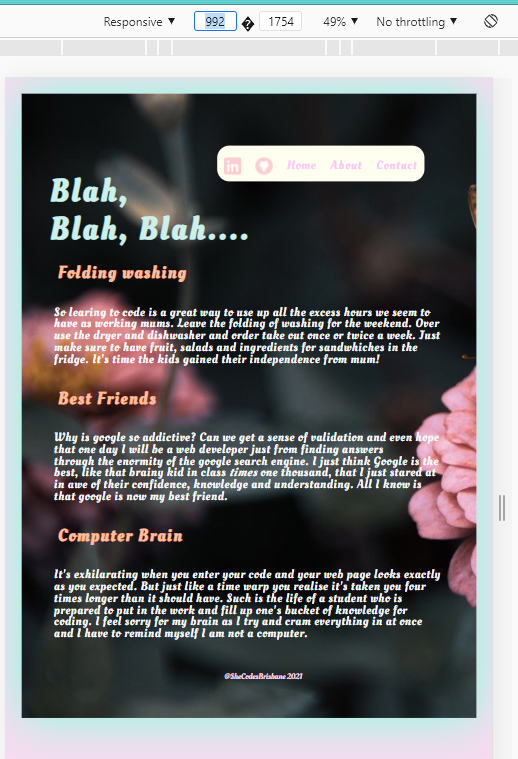 Responsive ▼ 992 � 1754 49% ▼ No throttling ▼
in Home About Contact
Blah,
Blah, Blah....
Folding washing
So learing to code is a great way to use up all the excess hours we seem to
have as working mums. Leave the folding of washing for the weekend. Over
use the dryer and dishwasher and order take out once or twice a week. Just
make sure to have fruit, salads and ingredients for sandwhiches in the
fridge. It's time the kids gained their independence from mum!
Best Friends
Why is google so addictive? Can we get a sense of validation and even hope
that one day I will be a web developer just from finding answers
through the enormity of the google search engine. I just think Google is the
best, like that brainy kid in class times one thousand, that I just stared at
in awe of their confidence, knowledge and understanding. All I know is
that google is now my best friend.
Computer Brain
It's exhilarating when you enter your code and your web page looks exactly
as you expected. But just like a time warp you realise it's taken you four
times longer than it should have. Such is the life of a student who is
prepared to put in the work and fill up one's bucket of knowledge for
coding. I feel sorry for my brain as I try and cram everything in at once
and I have to remind myself I am not a computer.
@SheCodesBrisbane 2021